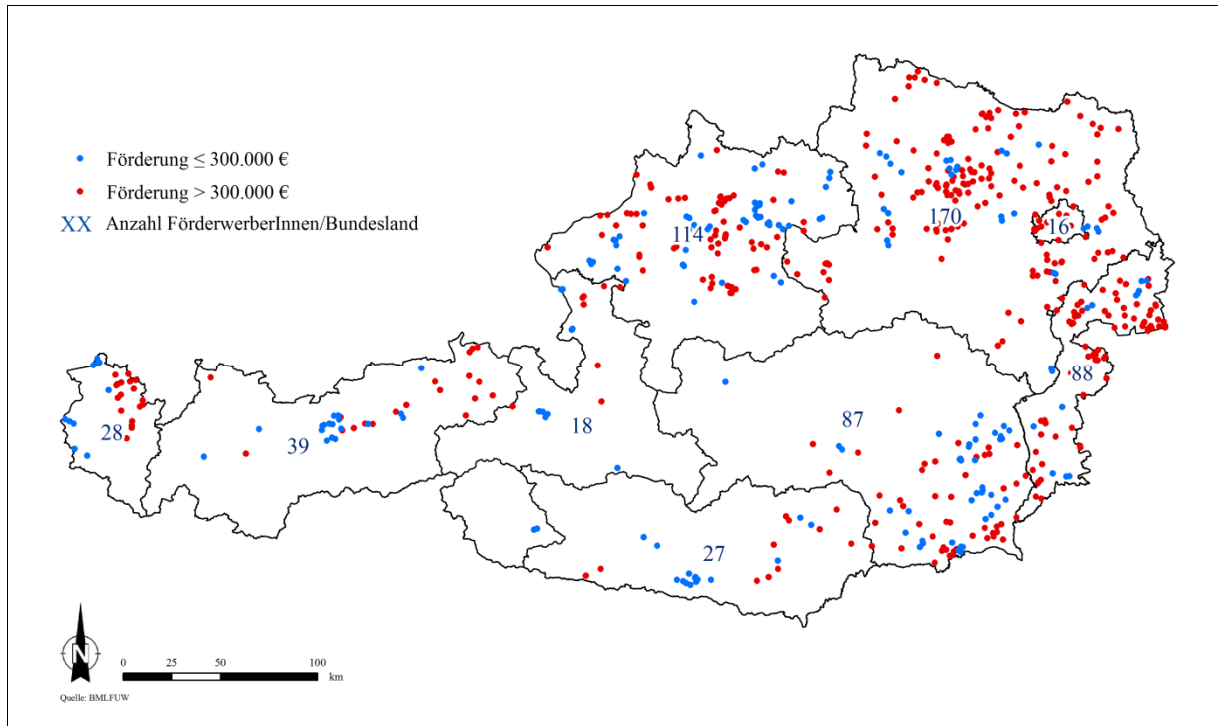 Förderung ≤ 300.000 €
Förderung > 300.000 €
XX Anzahl FörderwerberInnen/Bundesland
170
16
114
88
87
18
28
39
27
N
0 25 50 100
km
Quelle: BMLFUW